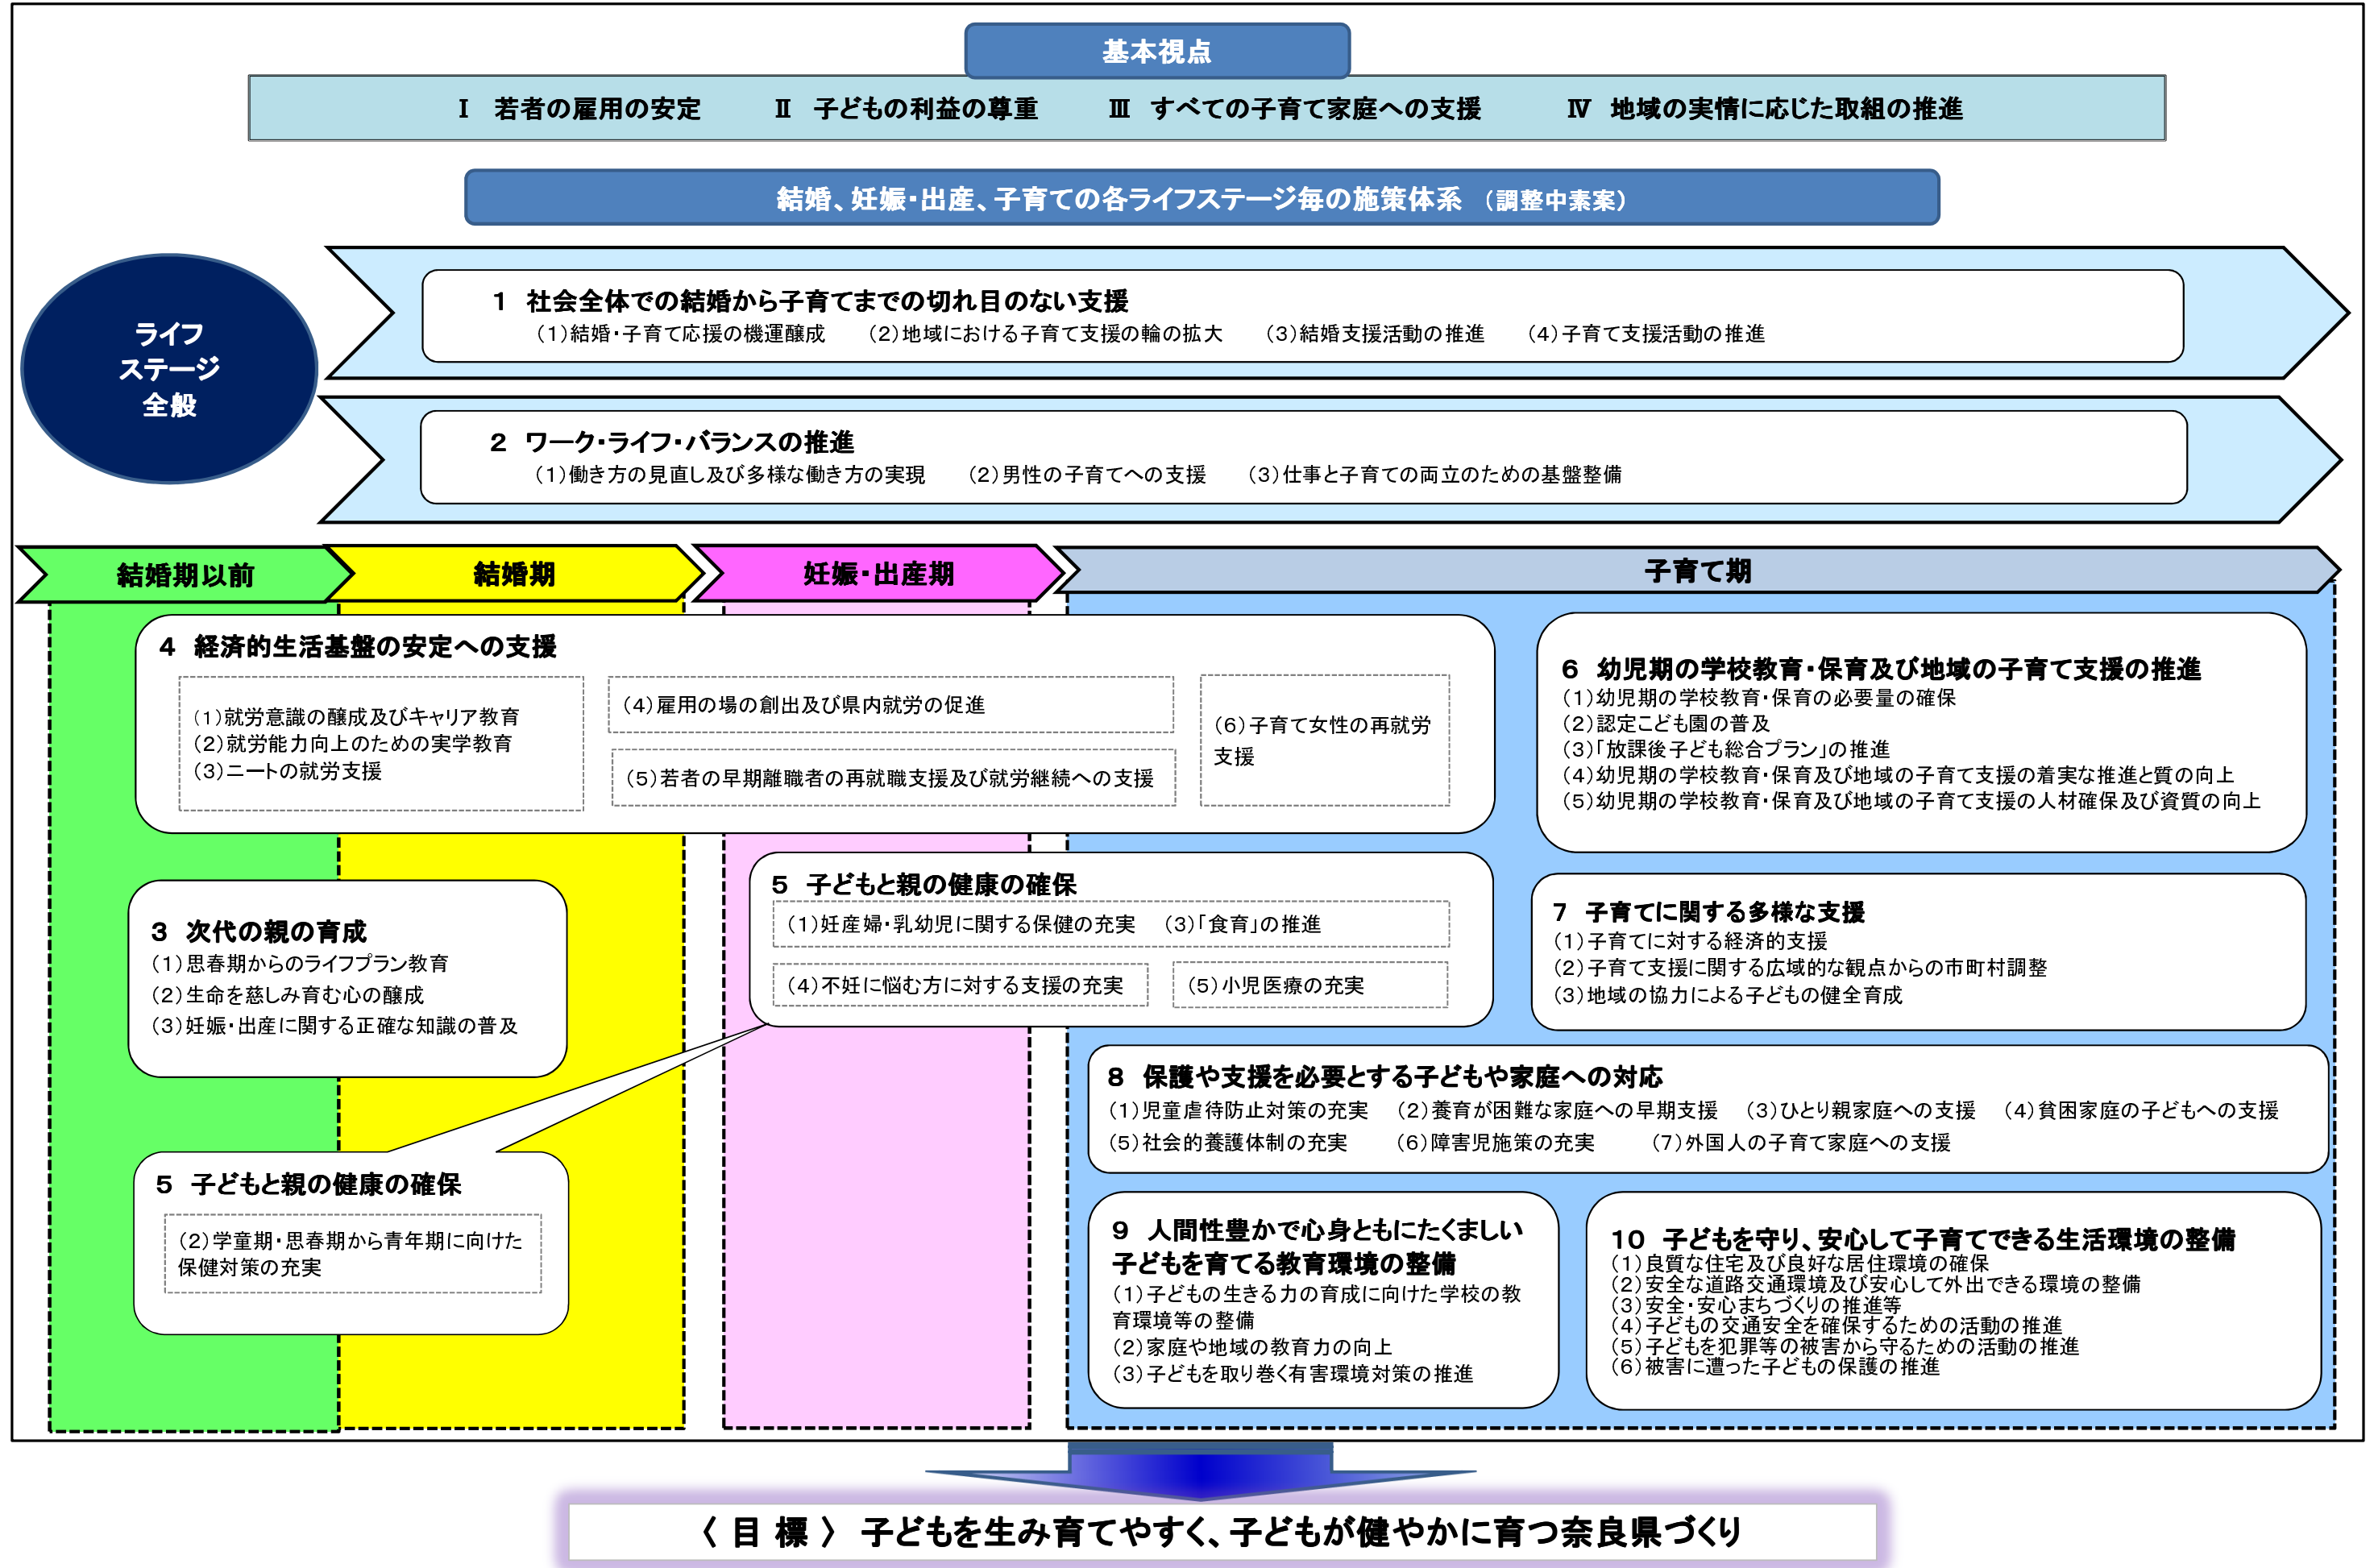 基本視点
Ⅰ　若者の雇用の安定　　Ⅱ　子どもの利益の尊重　　Ⅲ　すべての子育て家庭への支援　　Ⅳ　地域の実情に応じた取組の推進
結婚、妊娠・出産、子育ての各ライフステージ毎の施策体系　（調整中素案）
ライフ
ステージ
全般
１　社会全体での結婚から子育てまでの切れ目のない支援
（１）結婚・子育て応援の機運醸成　（２）地域における子育て支援の輪の拡大　（３）結婚支援活動の推進　（４）子育て支援活動の推進
２　ワーク・ライフ・バランスの推進
（１）働き方の見直し及び多様な働き方の実現　（２）男性の子育てへの支援　（３）仕事と子育ての両立のための基盤整備
結婚期以前
結婚期
妊娠・出産期
子育て期
４　経済的生活基盤の安定への支援
（１）就労意識の醸成及びキャリア教育
（２）就労能力向上のための実学教育
（３）ニートの就労支援
（４）雇用の場の創出及び県内就労の促進
（５）若者の早期離職者の再就職支援及び就労継続への支援
（６）子育て女性の再就労
支援
６　幼児期の学校教育・保育及び地域の子育て支援の推進
（１）幼児期の学校教育・保育の必要量の確保
（２）認定こども園の普及
（３）「放課後子ども総合プラン」の推進
（４）幼児期の学校教育・保育及び地域の子育て支援の着実な推進と質の向上
（５）幼児期の学校教育・保育及び地域の子育て支援の人材確保及び資質の向上
３　次代の親の育成
（１）思春期からのライフプラン教育
（２）生命を慈しみ育む心の醸成
（３）妊娠・出産に関する正確な知識の普及
５　子どもと親の健康の確保
（１）妊産婦・乳幼児に関する保健の充実　（３）「食育」の推進
（４）不妊に悩む方に対する支援の充実
（５）小児医療の充実
７　子育てに関する多様な支援
（１）子育てに対する経済的支援
（２）子育て支援に関する広域的な観点からの市町村調整
（３）地域の協力による子どもの健全育成
８　保護や支援を必要とする子どもや家庭への対応
（１）児童虐待防止対策の充実　（２）養育が困難な家庭への早期支援　（３）ひとり親家庭への支援　（４）貧困家庭の子どもへの支援
（５）社会的養護体制の充実　（６）障害児施策の充実　（７）外国人の子育て家庭への支援
５　子どもと親の健康の確保
（２）学童期・思春期から青年期に向けた
保健対策の充実
９　人間性豊かで心身ともにたくましい
子どもを育てる教育環境の整備
（１）子どもの生きる力の育成に向けた学校の教
育環境等の整備
（２）家庭や地域の教育力の向上
（３）子どもを取り巻く有害環境対策の推進
１０　子どもを守り、安心して子育てできる生活環境の整備
（１）良質な住宅及び良好な居住環境の確保
（２）安全な道路交通環境及び安心して外出できる環境の整備
（３）安全・安心まちづくりの推進等
（４）子どもの交通安全を確保するための活動の推進
（５）子どもを犯罪等の被害から守るための活動の推進
（６）被害に遭った子どもの保護の推進
〈 目 標 〉 子どもを生み育てやすく、子どもが健やかに育つ奈良県づくり